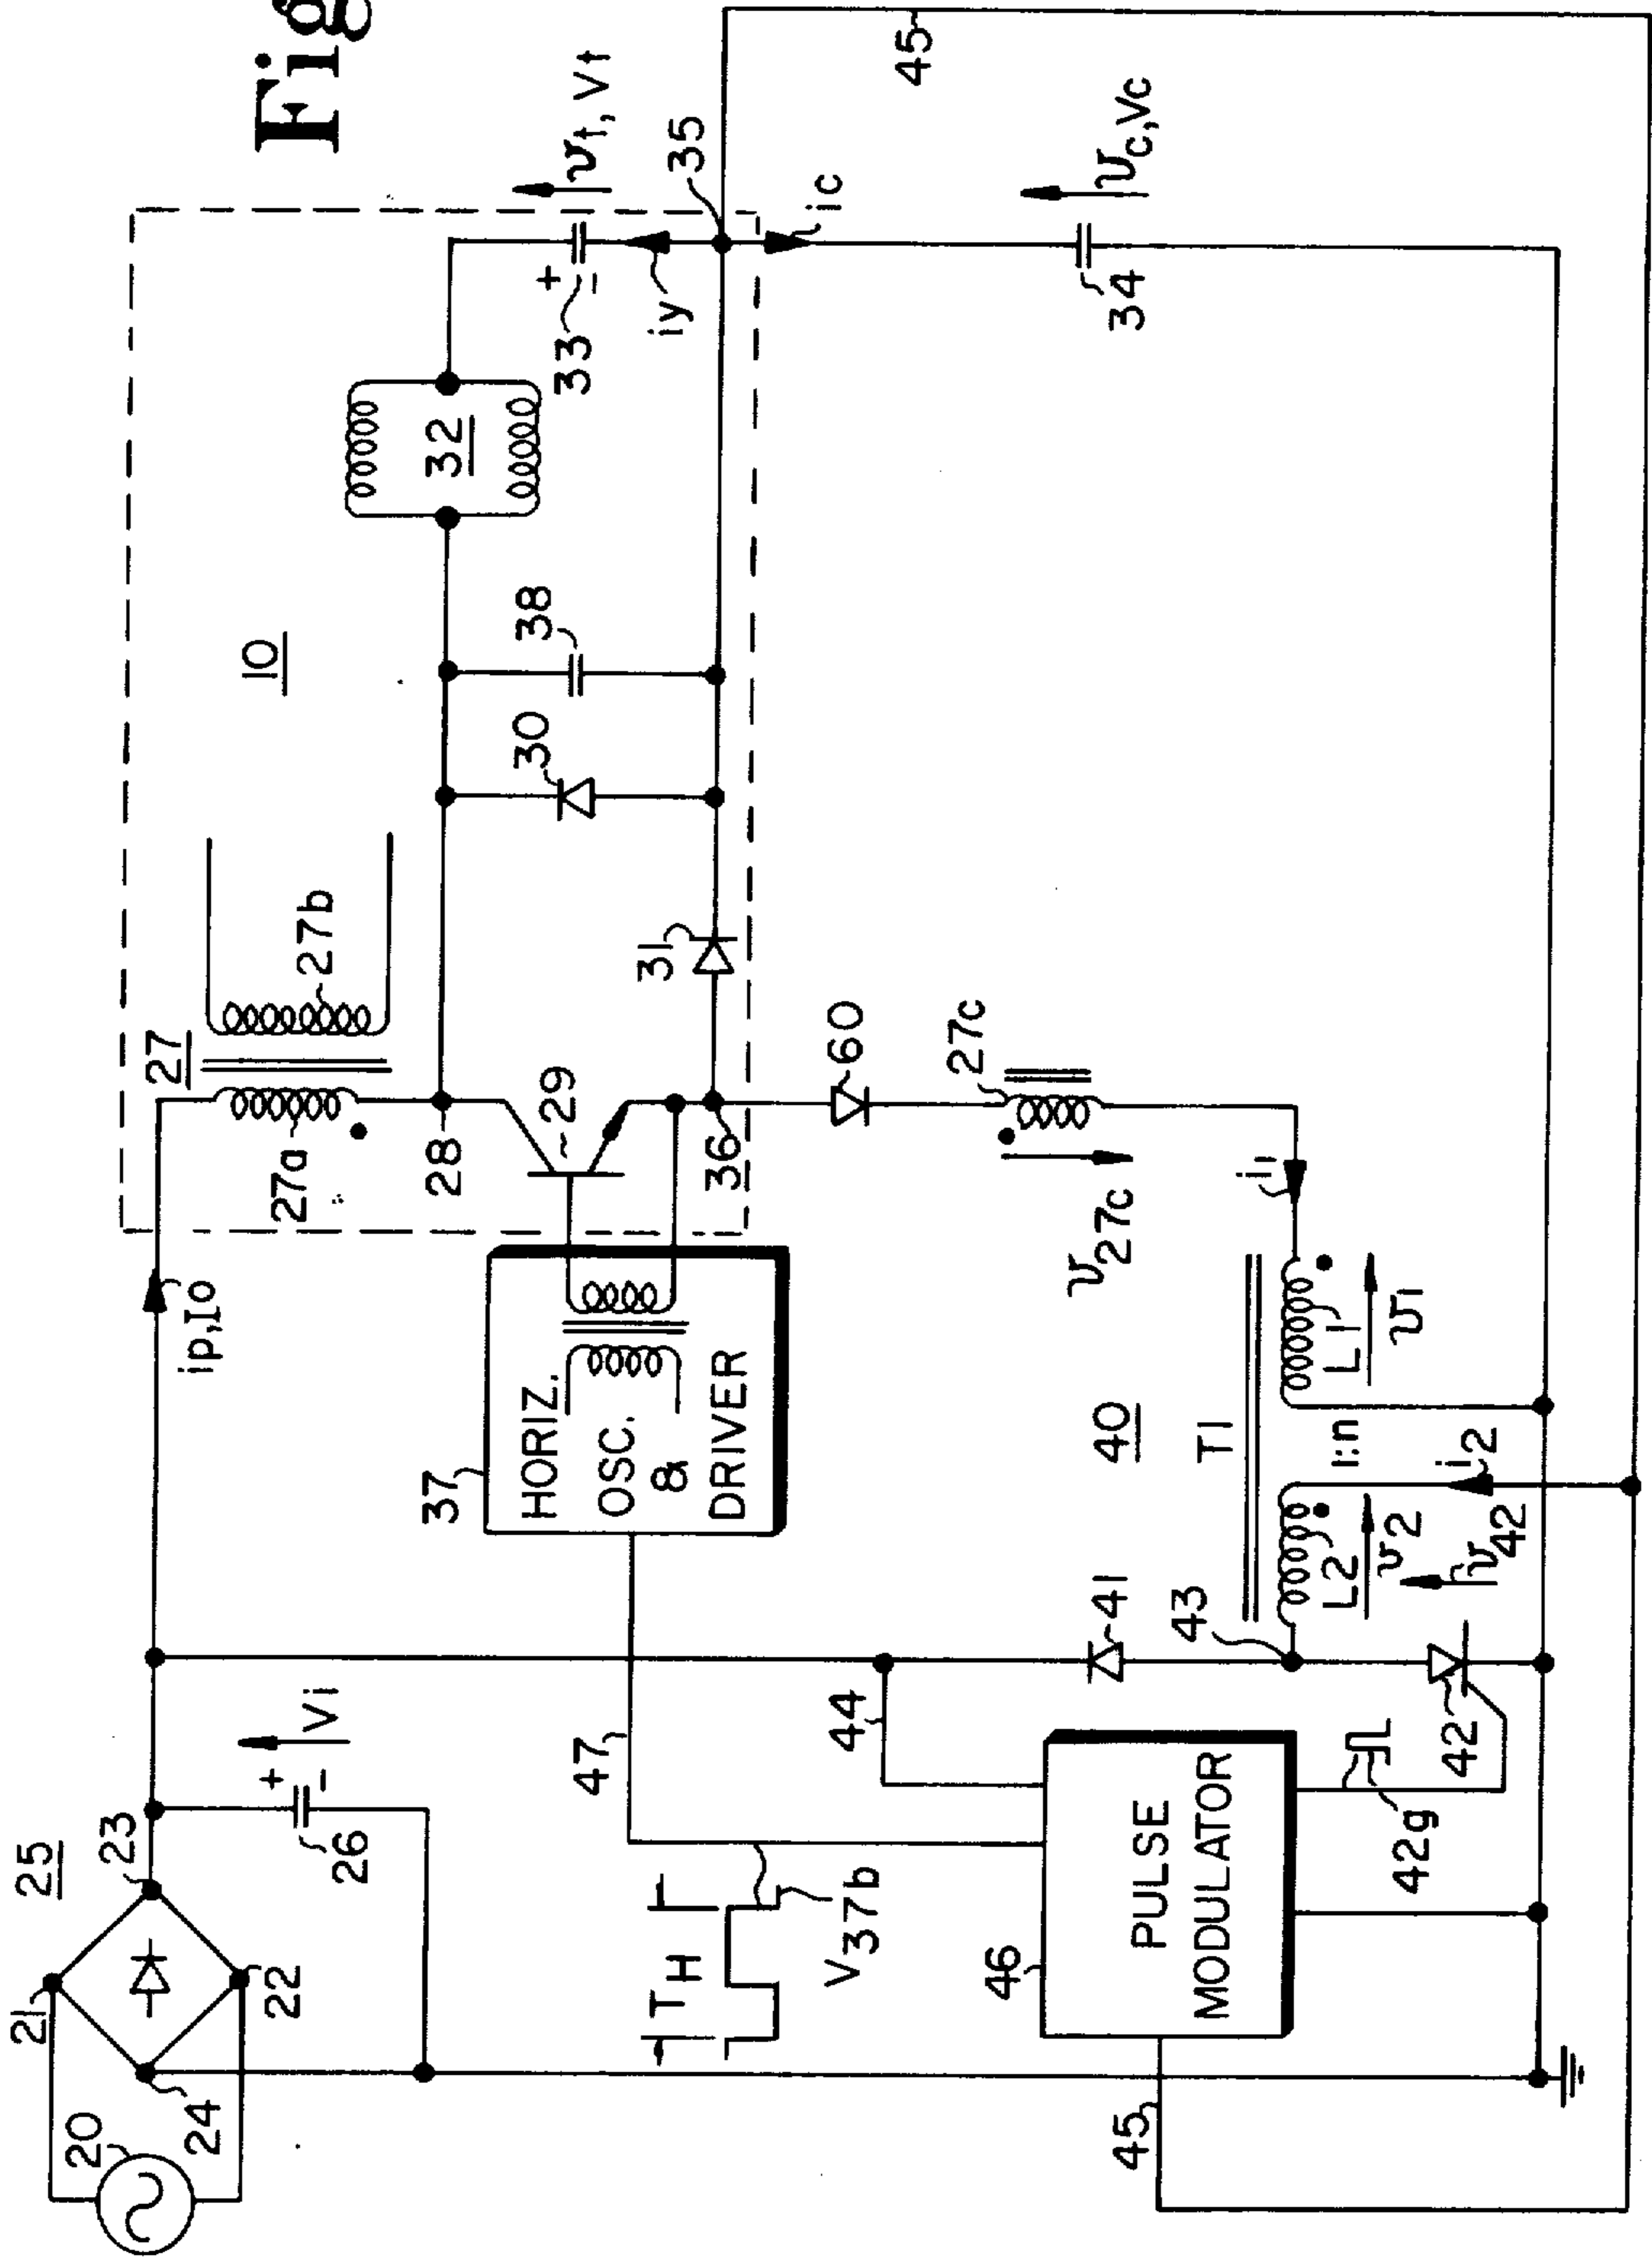 Fig
25
21
23
20
24
22
26
+
-
Vi
ip,Io
27
27a
27b
10
28
29
30
38
32
33
+
-
vt, Vt
iy
35
31
36
ic
45
34
vc,Vc
37
HORIZ.
OSC.
&
DRIVER
47
44
TH
V37b
60
27c
v27c
i1
40
T1
L1
v1
1:n
i2
L2
v2
v42
41
43
42
42g
46
PULSE
MODULATOR
45